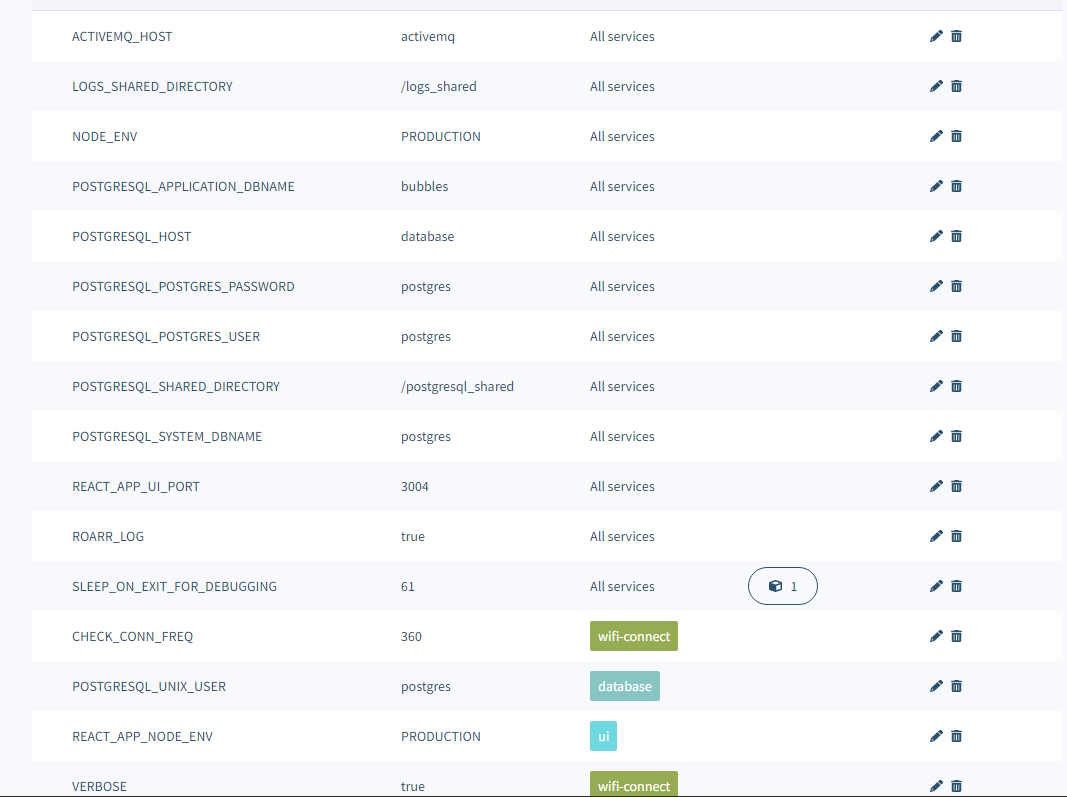 ACTIVEMQ_HOST activemq All services
LOGS_SHARED_DIRECTORY /logs_shared All services
NODE_ENV PRODUCTION All services
POSTGRESQL_APPLICATION_DBNAME bubbles All services
POSTGRESQL_HOST database All services
POSTGRESQL_POSTGRES_PASSWORD postgres All services
POSTGRESQL_POSTGRES_USER postgres All services
POSTGRESQL_SHARED_DIRECTORY /postgresql_shared All services
POSTGRESQL_SYSTEM_DBNAME postgres All services
REACT_APP_UI_PORT 3004 All services
ROARR_LOG true All services
SLEEP_ON_EXIT_FOR_DEBUGGING 61 All services 1
CHECK_CONN_FREQ 360 wifi-connect
POSTGRESQL_UNIX_USER postgres database
REACT_APP_NODE_ENV PRODUCTION ui
VERBOSE true wifi-connect